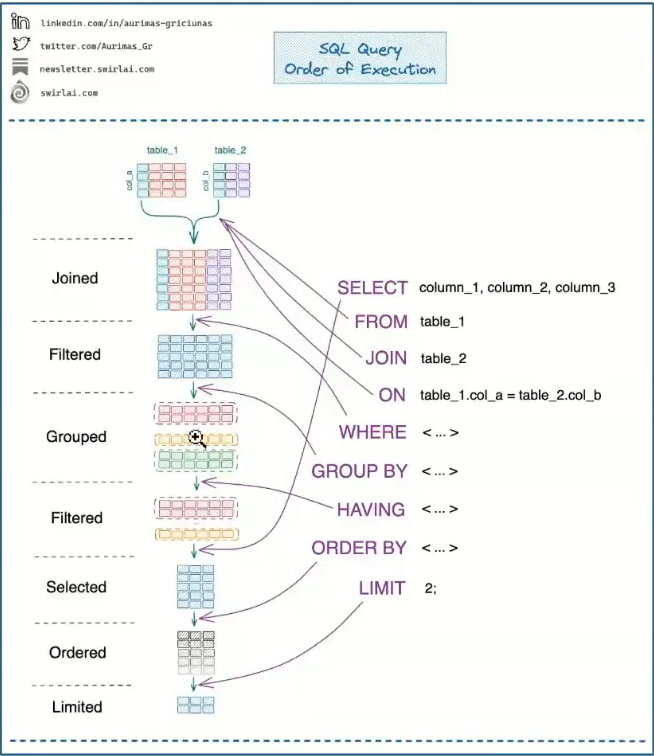 linkedin.com/in/aurimas-griciunas
twitter.com/Aurimas_Gr
newsletter.swirlai.com
swirlai.com
SQL Query
Order of Execution
table_1
table_2
col_a
col_b
Joined
Filtered
Grouped
Filtered
Selected
Ordered
Limited
SELECT column_1, column_2, column_3
FROM table_1
JOIN table_2
ON table_1.col_a = table_2.col_b
WHERE < ... >
GROUP BY < ... >
HAVING < ... >
ORDER BY < ... >
LIMIT 2;